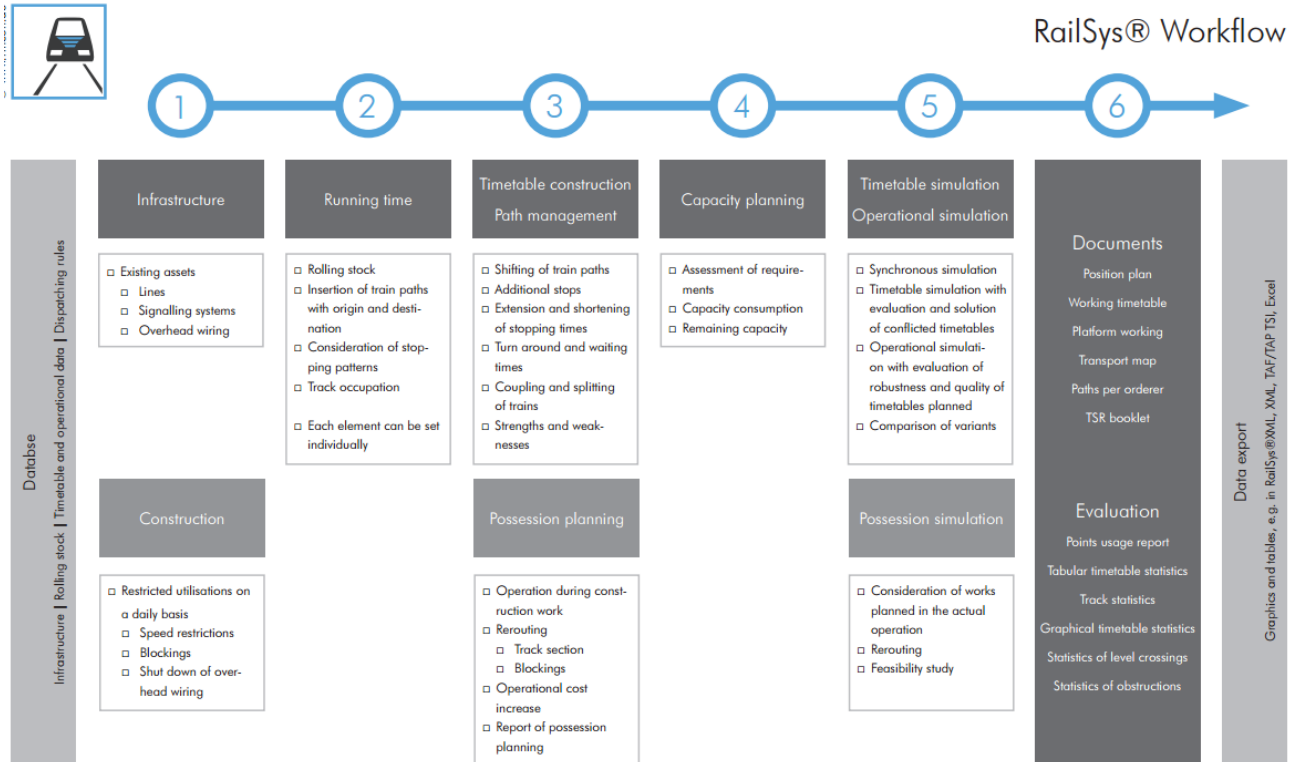 RailSys® Workflow
1
2
3
4
5
6
Databse
Infrastructure | Rolling stock | Timetable and operational data | Dispatching rules
Infrastructure
□ Existing assets
□ Lines
□ Signalling systems
□ Overhead wiring
Construction
□ Restricted utilisations on
a daily basis
□ Speed restrictions
□ Blockings
□ Shut down of over-
head wiring
Running time
□ Rolling stock
□ Insertion of train paths
with origin and desti-
nation
□ Consideration of stop-
ping patterns
□ Track occupation
□ Each element can be set
individually
Timetable construction
Path management
□ Shifting of train paths
□ Additional stops
□ Extension and shortening
of stopping times
□ Turn around and waiting
times
□ Coupling and splitting
of trains
□ Strengths and weak-
nesses
Possession planning
□ Operation during const-
ruction work
□ Rerouting
□ Track section
□ Blockings
□ Operational cost
increase
□ Report of possession
planning
Capacity planning
□ Assessment of require-
ments
□ Capacity consumption
□ Remaining capacity
Timetable simulation
Operational simulation
□ Synchronous simulation
□ Timetable simulation with
evaluation and solution
of conflicted timetables
□ Operational simulati-
on with evaluation of
robustness and quality of
timetables planned
□ Comparison of variants
Possession simulation
□ Consideration of works
planned in the actual
operation
□ Rerouting
□ Feasibility study
Documents
Position plan
Working timetable
Platform working
Transport map
Paths per orderer
TSR booklet
Evaluation
Points usage report
Tabular timetable statistics
Track statistics
Graphical timetable statistics
Statistics of level crossings
Statistics of obstructions
Data export
Graphics and tables, e.g. in RailSys®XML, XML, TAF/TAP TSI, Excel